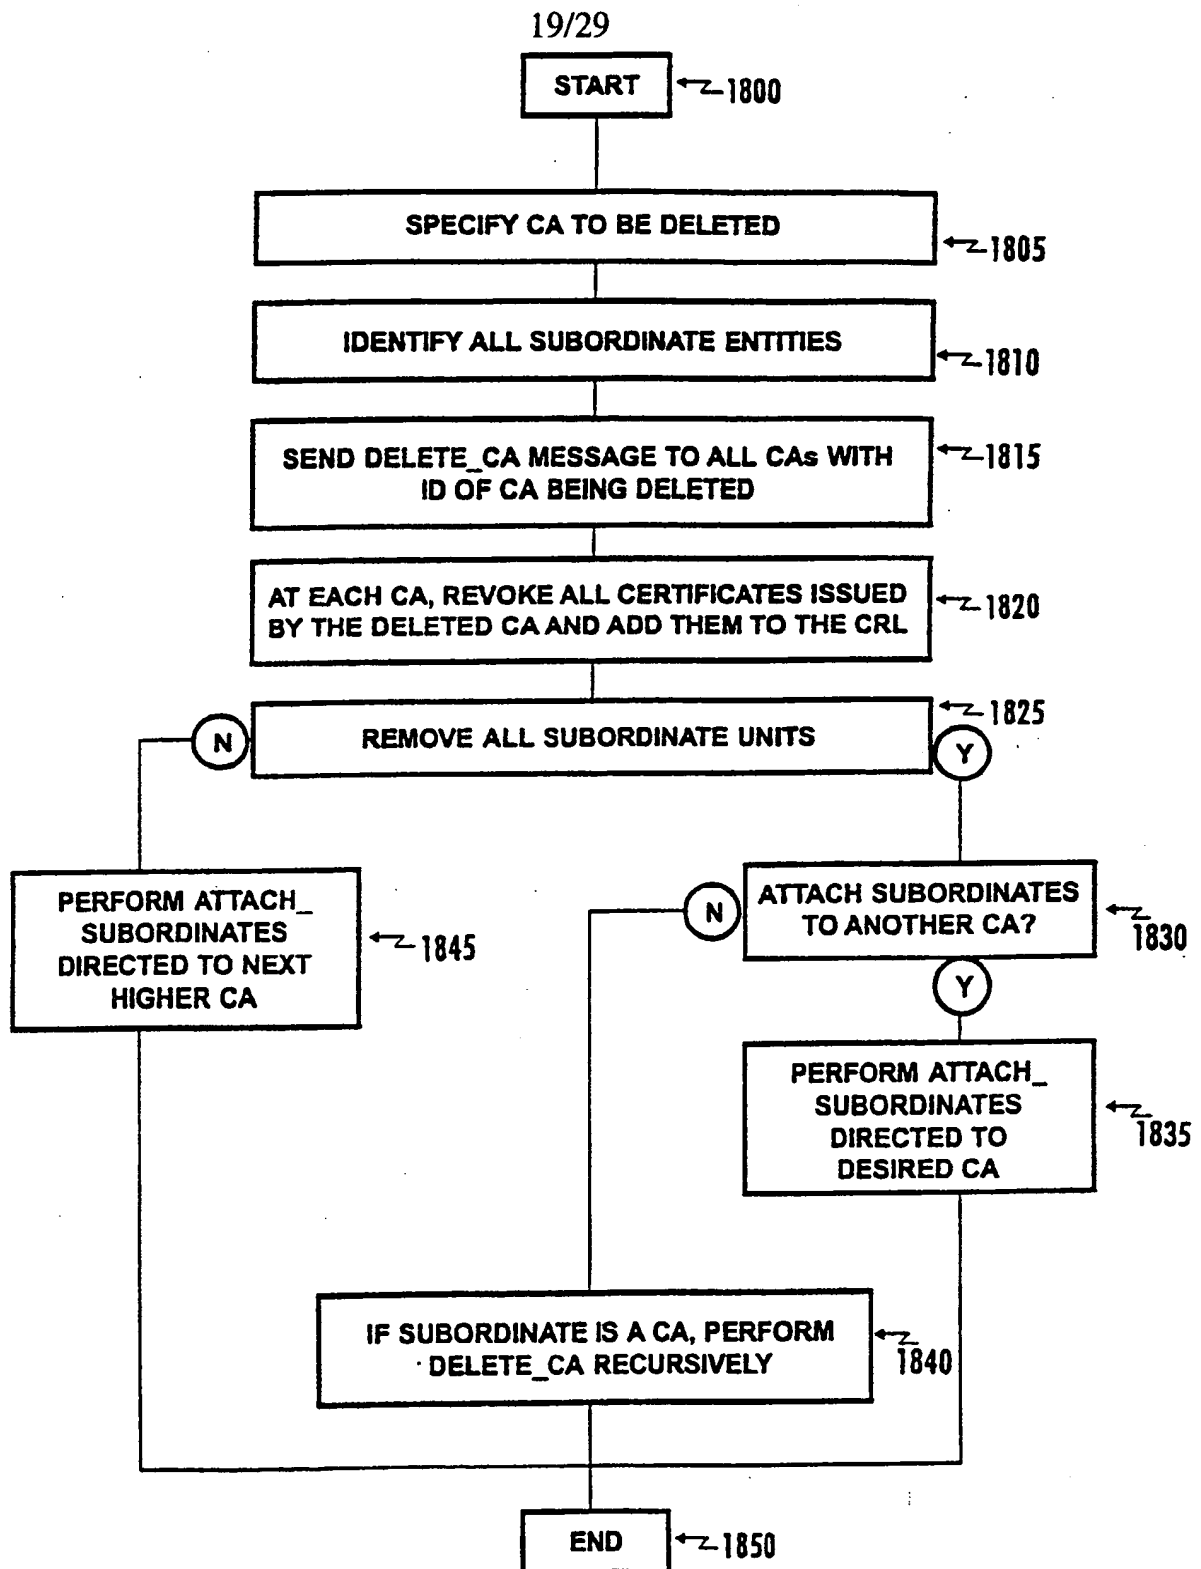 19/29
START
1800
SPECIFY CA TO BE DELETED
1805
IDENTIFY ALL SUBORDINATE ENTITIES
1810
SEND DELETE_CA MESSAGE TO ALL CAs WITH
ID OF CA BEING DELETED
1815
AT EACH CA, REVOKE ALL CERTIFICATES ISSUED
BY THE DELETED CA AND ADD THEM TO THE CRL
1820
REMOVE ALL SUBORDINATE UNITS
1825
N
Y
PERFORM ATTACH_
SUBORDINATES
DIRECTED TO NEXT
HIGHER CA
1845
N
ATTACH SUBORDINATES
TO ANOTHER CA?
1830
Y
PERFORM ATTACH_
SUBORDINATES
DIRECTED TO
DESIRED CA
1835
IF SUBORDINATE IS A CA, PERFORM
DELETE_CA RECURSIVELY
1840
END
1850